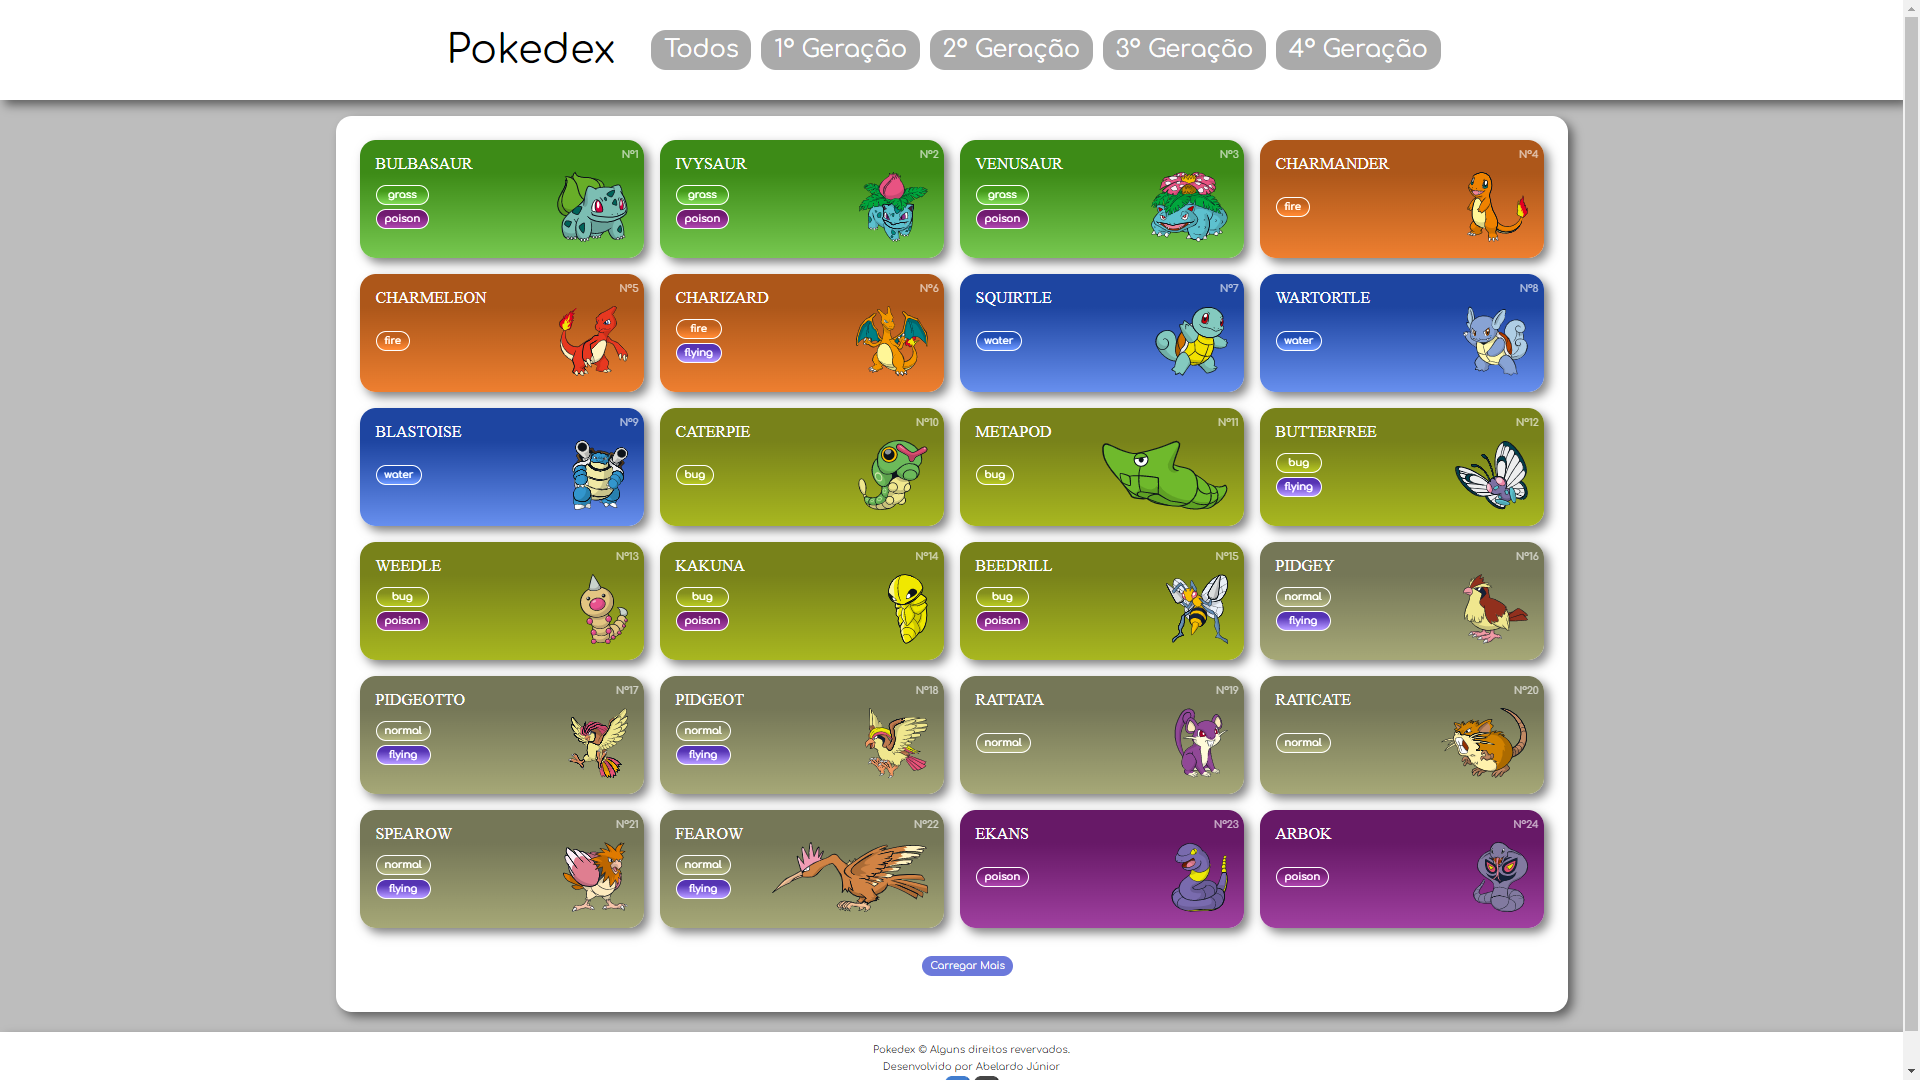 Pokedex
Todos 1º Geração 2º Geração 3º Geração 4º Geração
Nº1
BULBASAUR
grass
poison
Nº2
IVYSAUR
grass
poison
Nº3
VENUSAUR
grass
poison
Nº4
CHARMANDER
fire
Nº5
CHARMELEON
fire
Nº6
CHARIZARD
fire
flying
Nº7
SQUIRTLE
water
Nº8
WARTORTLE
water
Nº9
BLASTOISE
water
Nº10
CATERPIE
bug
Nº11
METAPOD
bug
Nº12
BUTTERFREE
bug
flying
Nº13
WEEDLE
bug
poison
Nº14
KAKUNA
bug
poison
Nº15
BEEDRILL
bug
poison
Nº16
PIDGEY
normal
flying
Nº17
PIDGEOTTO
normal
flying
Nº18
PIDGEOT
normal
flying
Nº19
RATTATA
normal
Nº20
RATICATE
normal
Nº21
SPEAROW
normal
flying
Nº22
FEAROW
normal
flying
Nº23
EKANS
poison
Nº24
ARBOK
poison
Carregar Mais
Pokedex © Alguns direitos revervados.
Desenvolvido por Abelardo Júnior